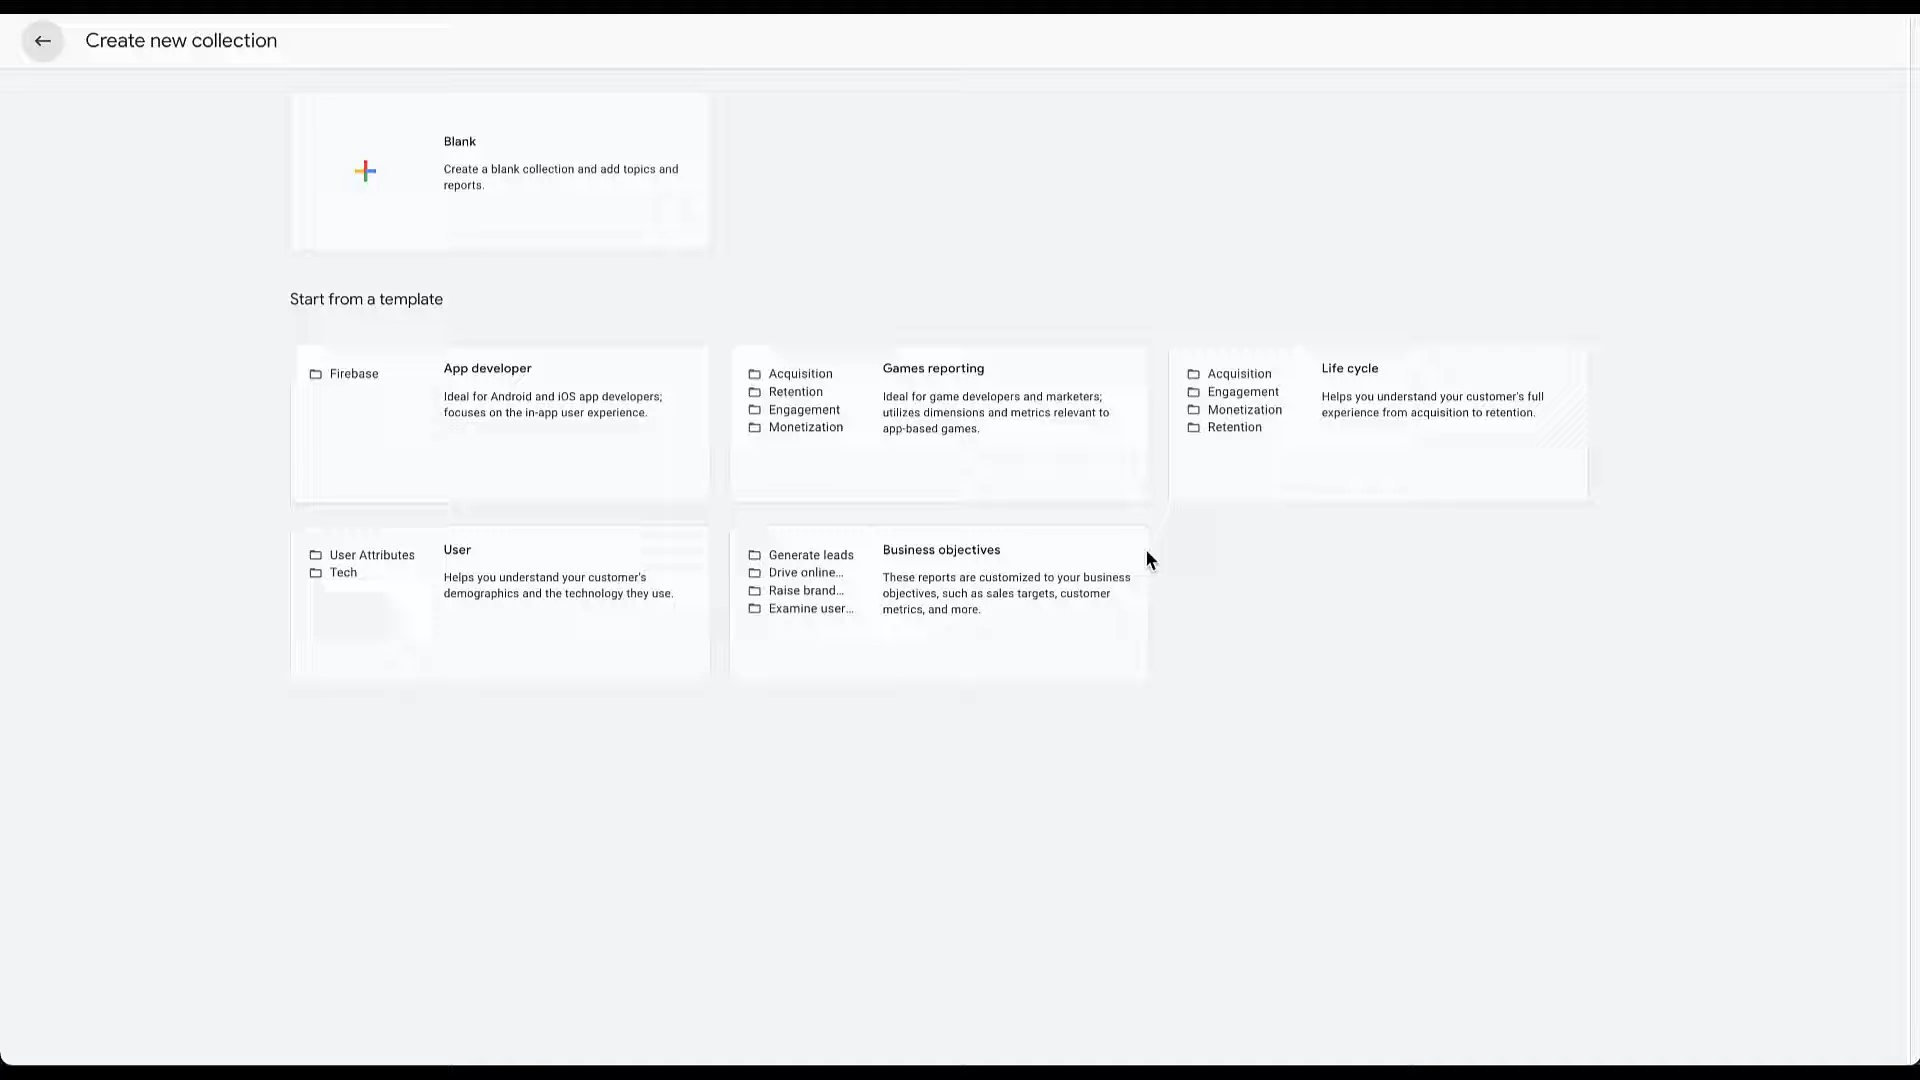 Create new collection
Blank
Create a blank collection and add topics and
reports.
Start from a template
Firebase
App developer
Ideal for Android and iOS app developers;
focuses on the in-app user experience.
Acquisition
Retention
Engagement
Monetization
Games reporting
Ideal for game developers and marketers;
utilizes dimensions and metrics relevant to
app-based games.
Acquisition
Engagement
Monetization
Retention
Life cycle
Helps you understand your customer's full
experience from acquisition to retention.
User Attributes
Tech
User
Helps you understand your customer's
demographics and the technology they use.
Generate leads
Drive online...
Raise brand...
Examine user...
Business objectives
These reports are customized to your business
objectives, such as sales targets, customer
metrics, and more.